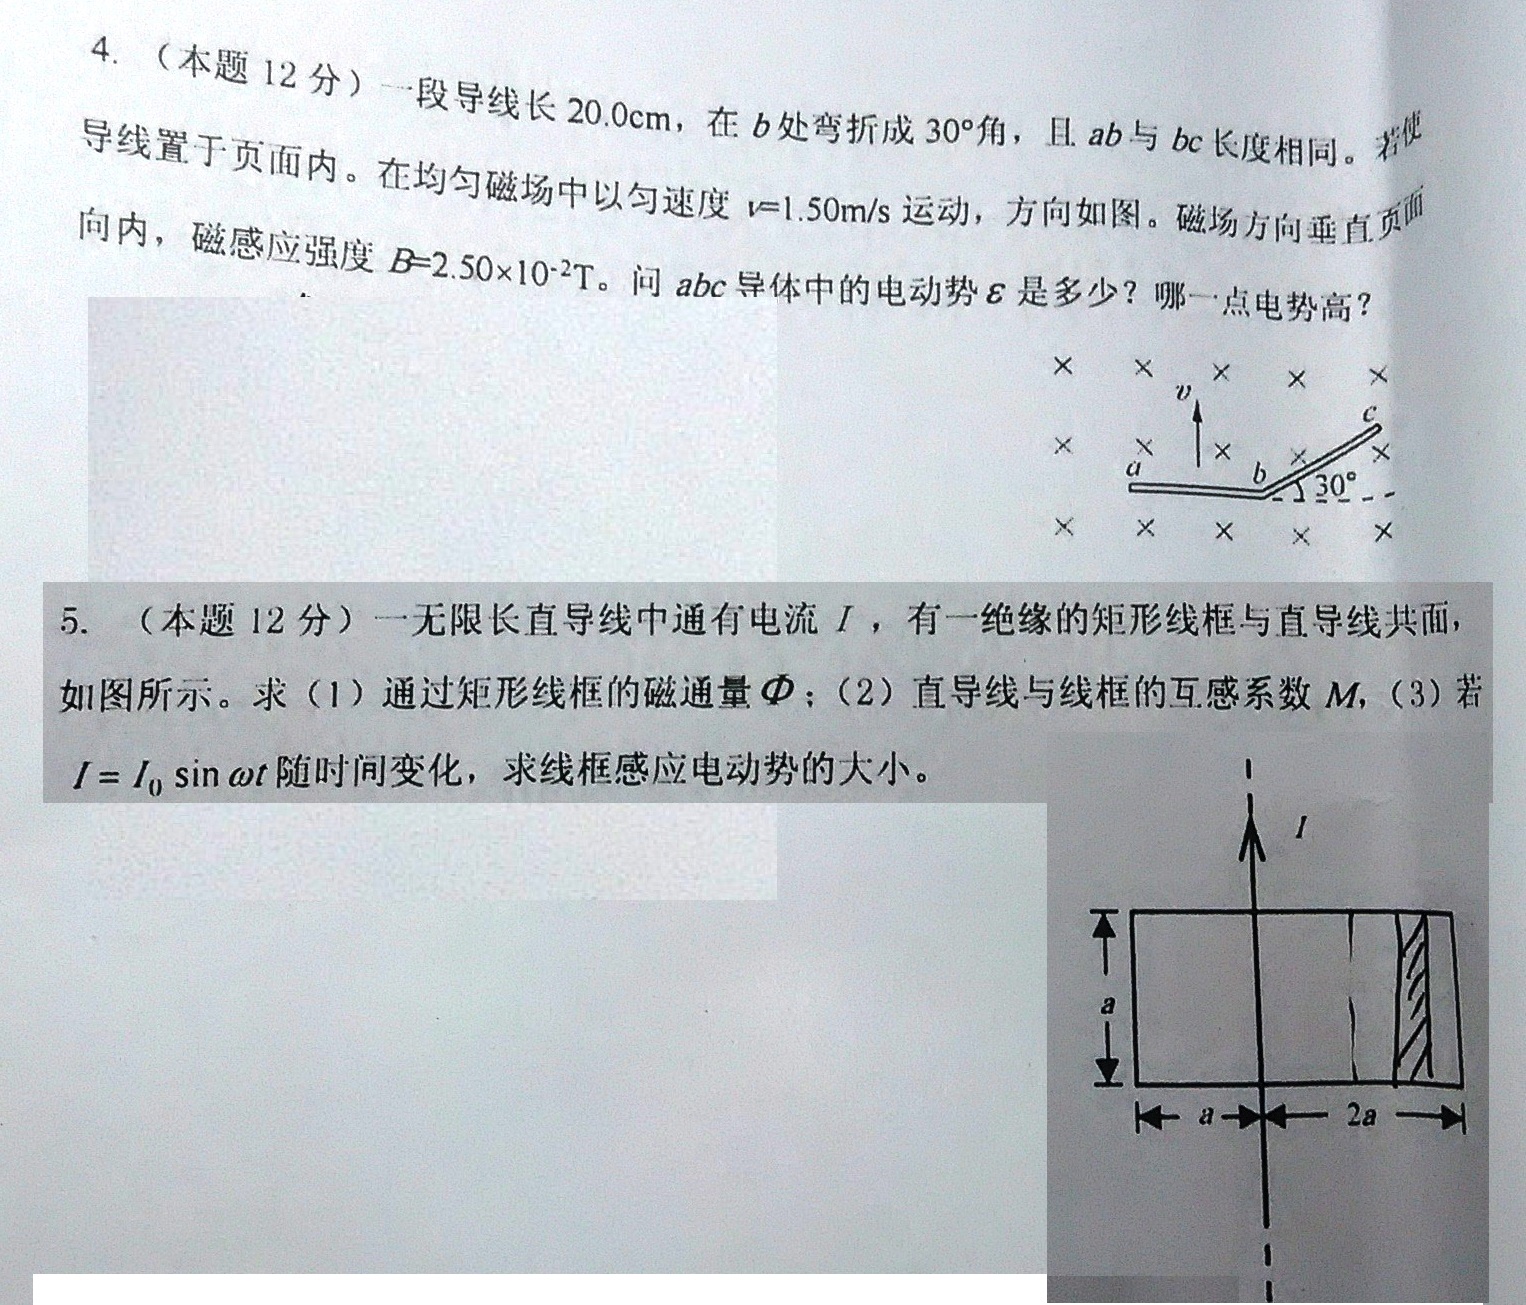 4. （本题 12 分）一段导线长 20.0cm，在 b 处弯折成 30°角，且 ab 与 bc 长度相同。若使
导线置于页面内。在均匀磁场中以匀速度 v=1.50m/s 运动，方向如图。磁场方向垂直页面
向内，磁感应强度 B=2.50×10⁻²T。问 abc 导体中的电动势 ε 是多少？哪一点电势高？
v
c
a
b
30°
5. （本题 12 分）一无限长直导线中通有电流 I ，有一绝缘的矩形线框与直导线共面，
如图所示。求（1）通过矩形线框的磁通量 Φ；（2）直导线与线框的互感系数 M,（3）若
I = I₀ sin ωt 随时间变化，求线框感应电动势的大小。
I
a
a
2a